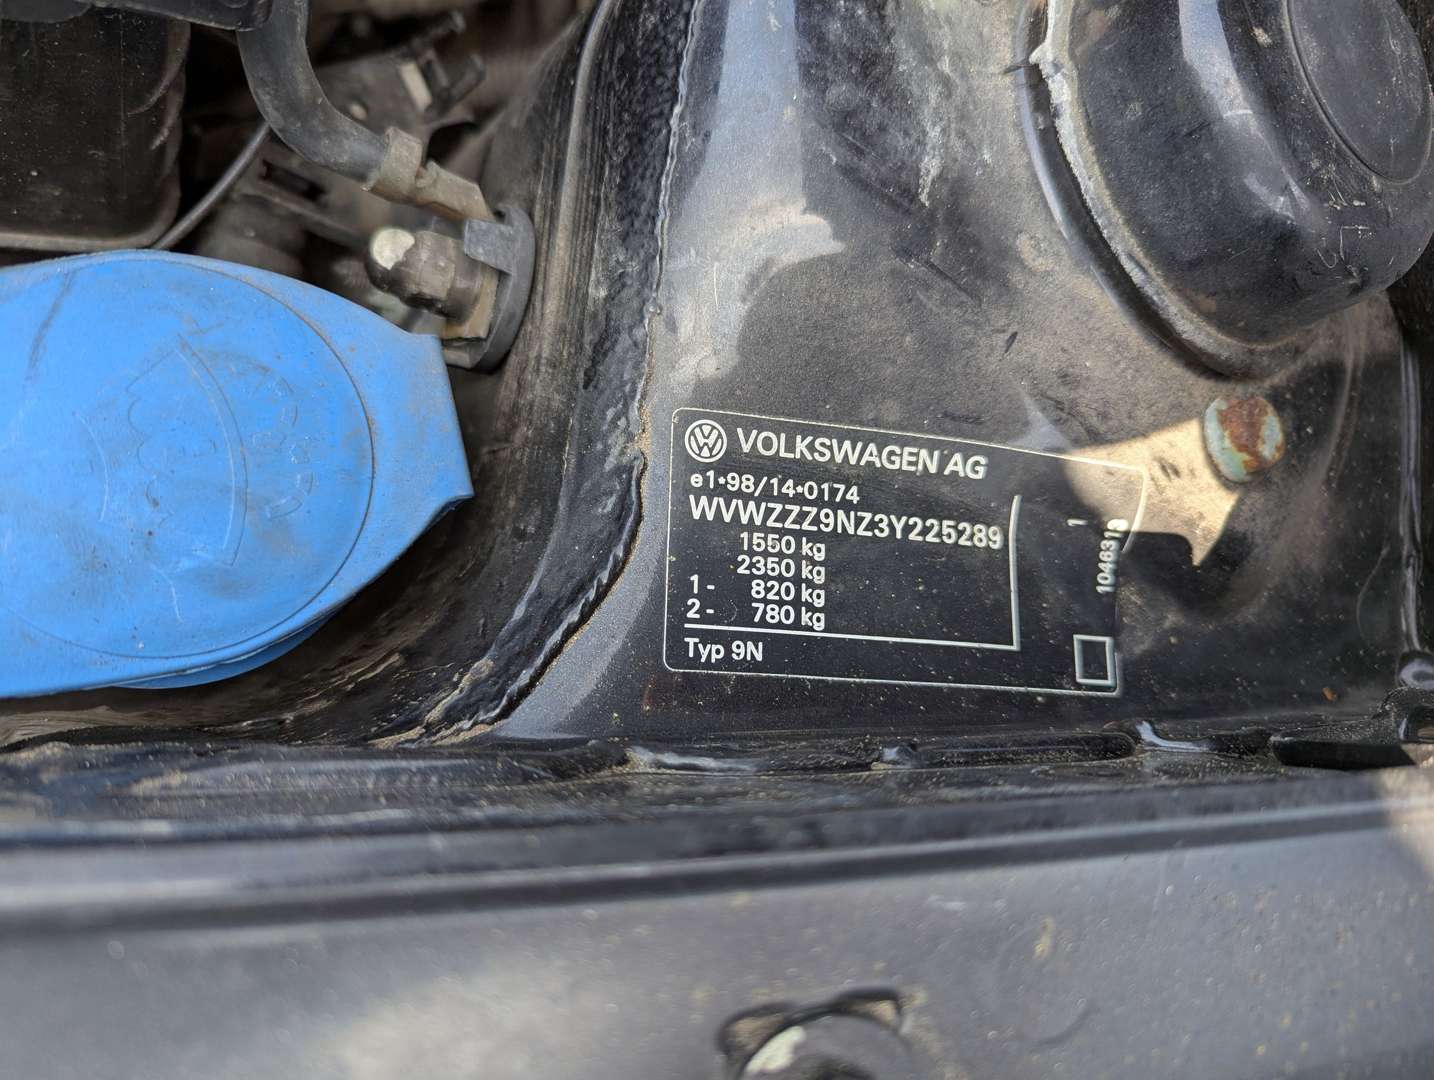 VOLKSWAGEN AG
e1*98/14*0174
WVWZZZ9NZ3Y225289
1550 kg
2350 kg
1- 820 kg
2- 780 kg
Typ 9N
1